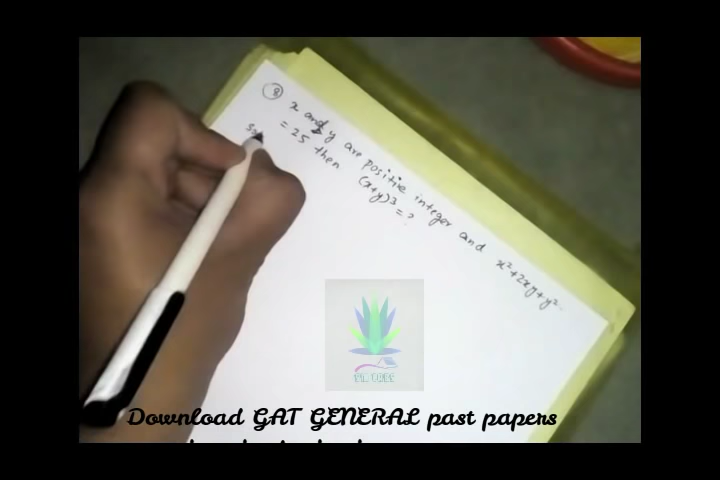 8 x and y are positive integer and x²+2xy+y²
= 25 then (x+y)³ = ?
Download GAT GENERAL past papers